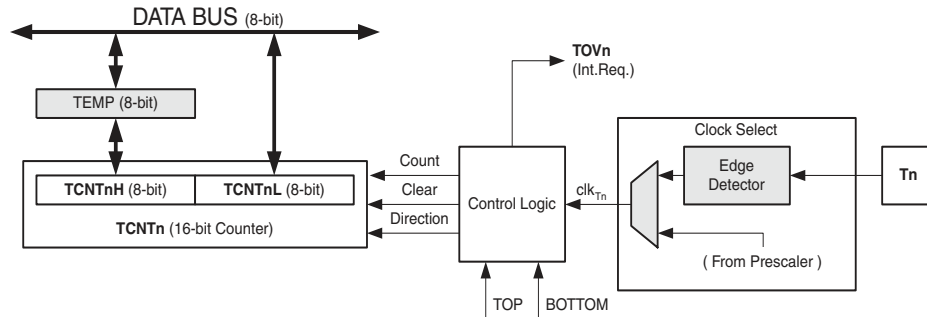 DATA BUS (8-bit)
TOVn
(Int.Req.)
TEMP (8-bit)
Clock Select
Count
Edge
Detector
Tn
TCNTnH (8-bit) TCNTnL (8-bit)
Clear
Control Logic
clkTn
TCNTn (16-bit Counter)
Direction
( From Prescaler )
TOP
BOTTOM